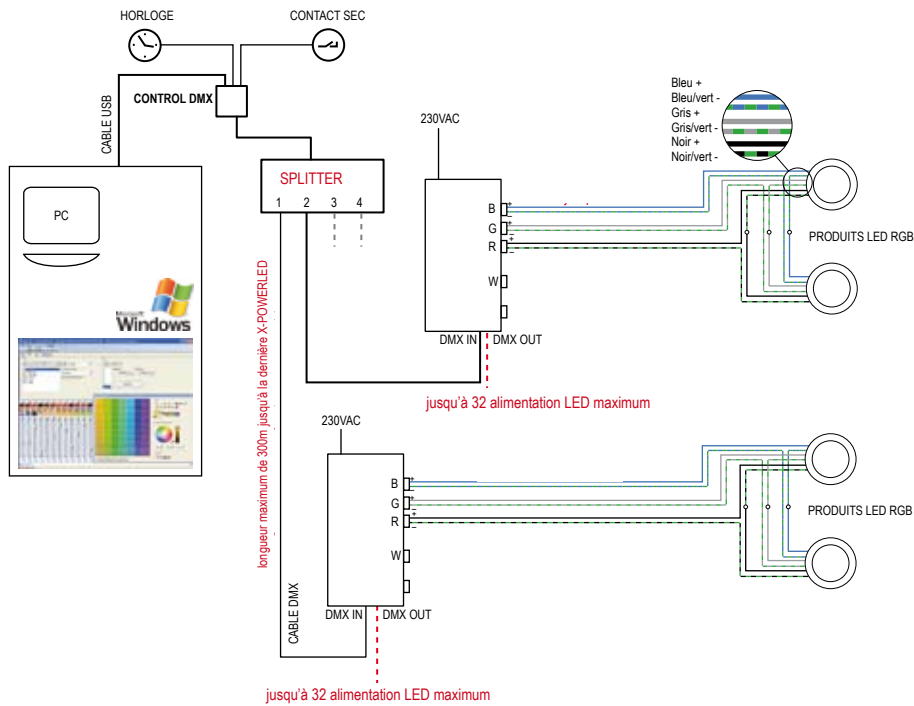 HORLOGE
CONTACT SEC
CABLE USB
CONTROL DMX
PC
Microsoft
Windows
SPLITTER
1 2 3 4
longueur maximum de 300m jusqu'à la dernière X-POWERLED
CABLE DMX
230VAC
B + -
G + -
R + -
W
DMX IN DMX OUT
jusqu'à 32 alimentation LED maximum
Bleu +
Bleu/vert -
Gris +
Gris/vert -
Noir +
Noir/vert -
PRODUITS LED RGB
230VAC
B + -
G + -
R + -
W
DMX IN DMX OUT
jusqu'à 32 alimentation LED maximum
PRODUITS LED RGB